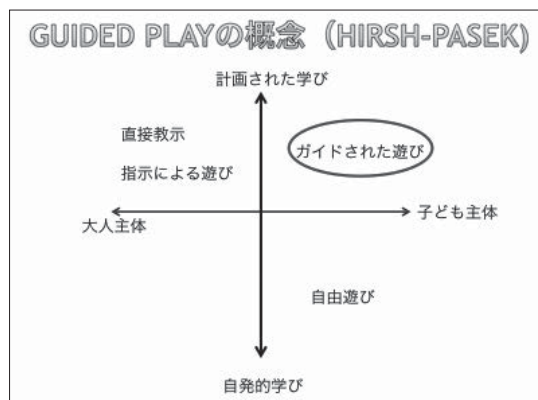 GUIDED PLAYの概念（HIRSH-PASEK)
計画された学び
直接教示
ガイドされた遊び
指示による遊び
大人主体
子ども主体
自由遊び
自発的学び